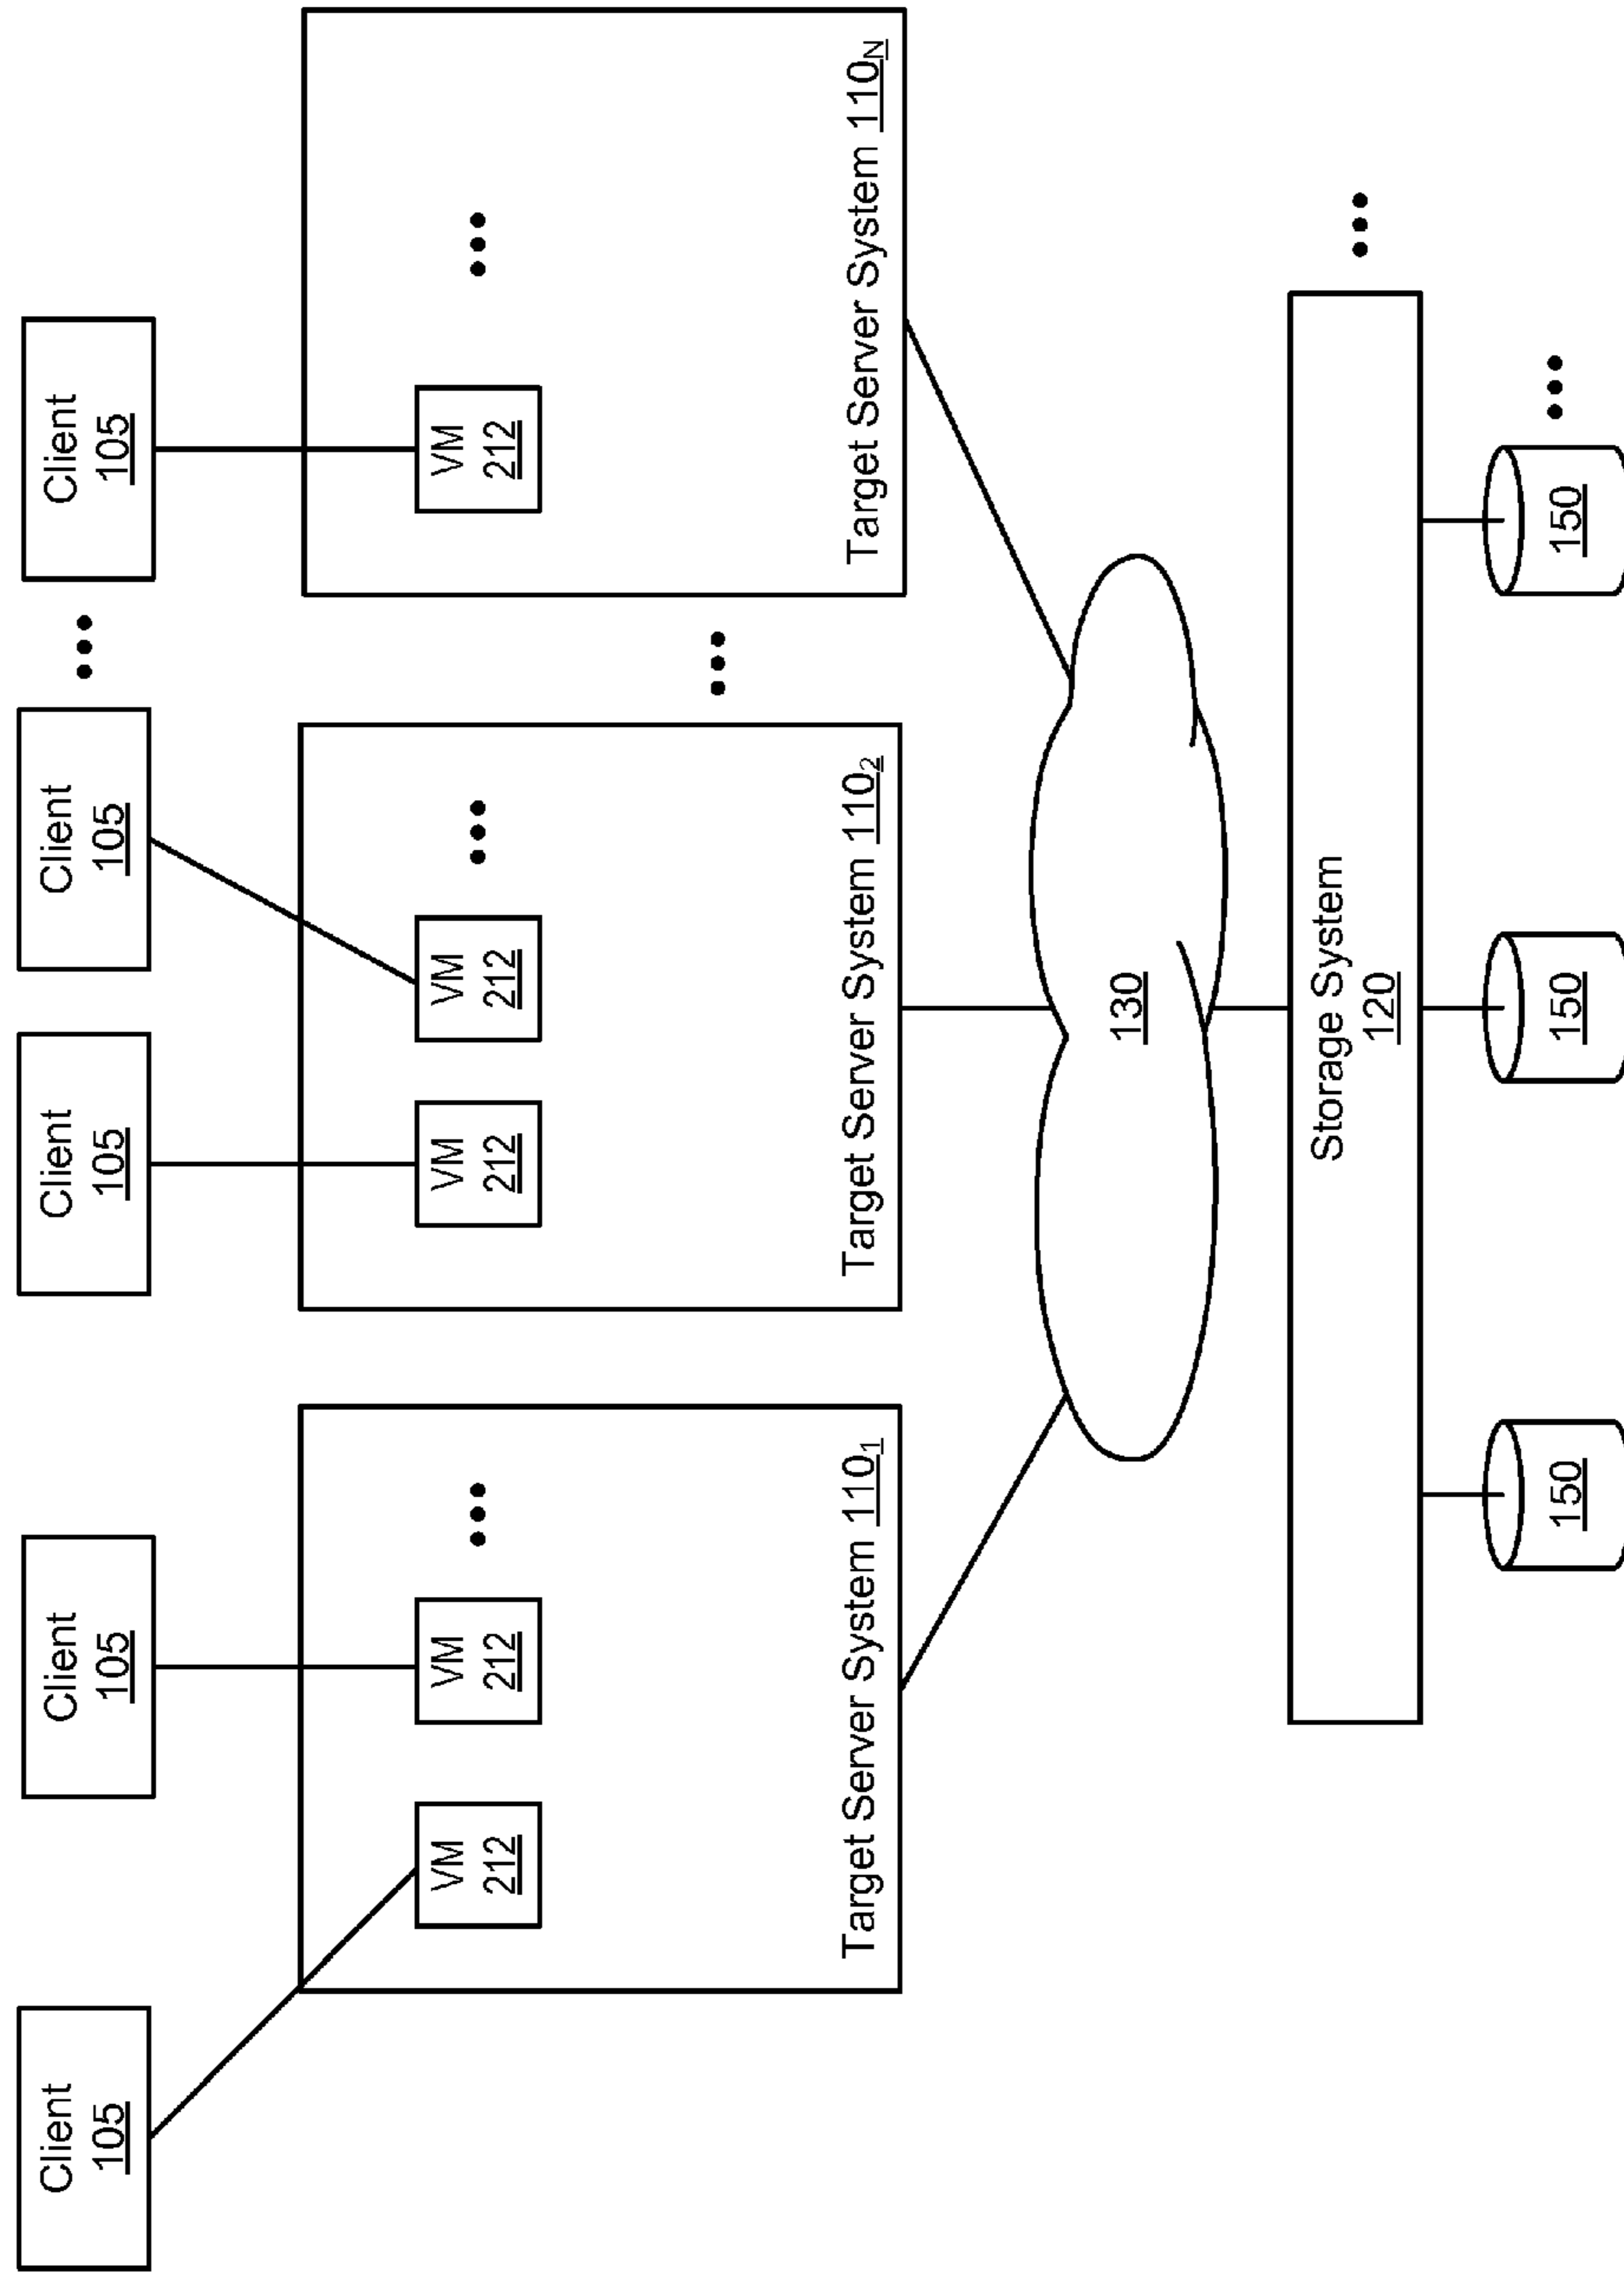 Client
105
Client
105
Client
105
Client
105
Client
105
VM
212
VM
212
VM
212
VM
212
VM
212
Target Server System 110₁
Target Server System 110₂
Target Server System 110N
130
Storage System
120
150
150
150